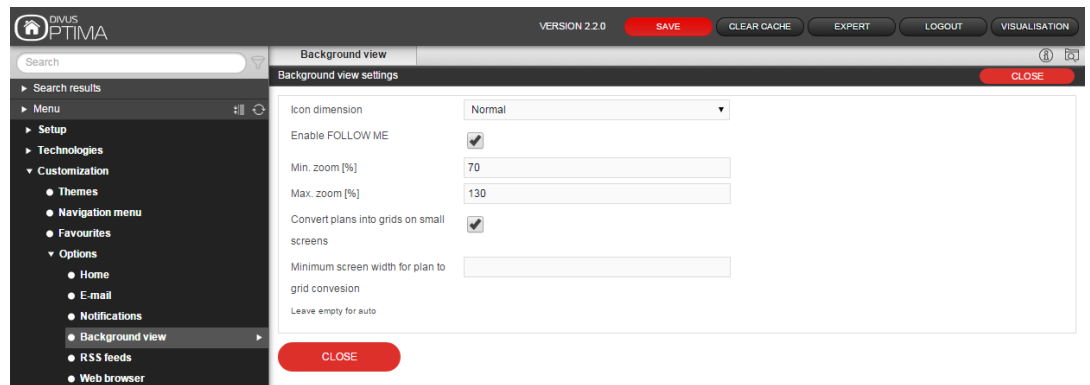 DIVUS
OPTIMA
VERSION 2.2.0
SAVE
CLEAR CACHE
EXPERT
LOGOUT
VISUALISATION
Search
Search results
Menu
Setup
Technologies
Customization
Themes
Navigation menu
Favourites
Options
Home
E-mail
Notifications
Background view
RSS feeds
Web browser
Background view
Background view settings
CLOSE
Icon dimension
Normal
Enable FOLLOW ME
Min. zoom [%]
70
Max. zoom [%]
130
Convert plans into grids on small
screens
Minimum screen width for plan to
grid convesion
Leave empty for auto
CLOSE